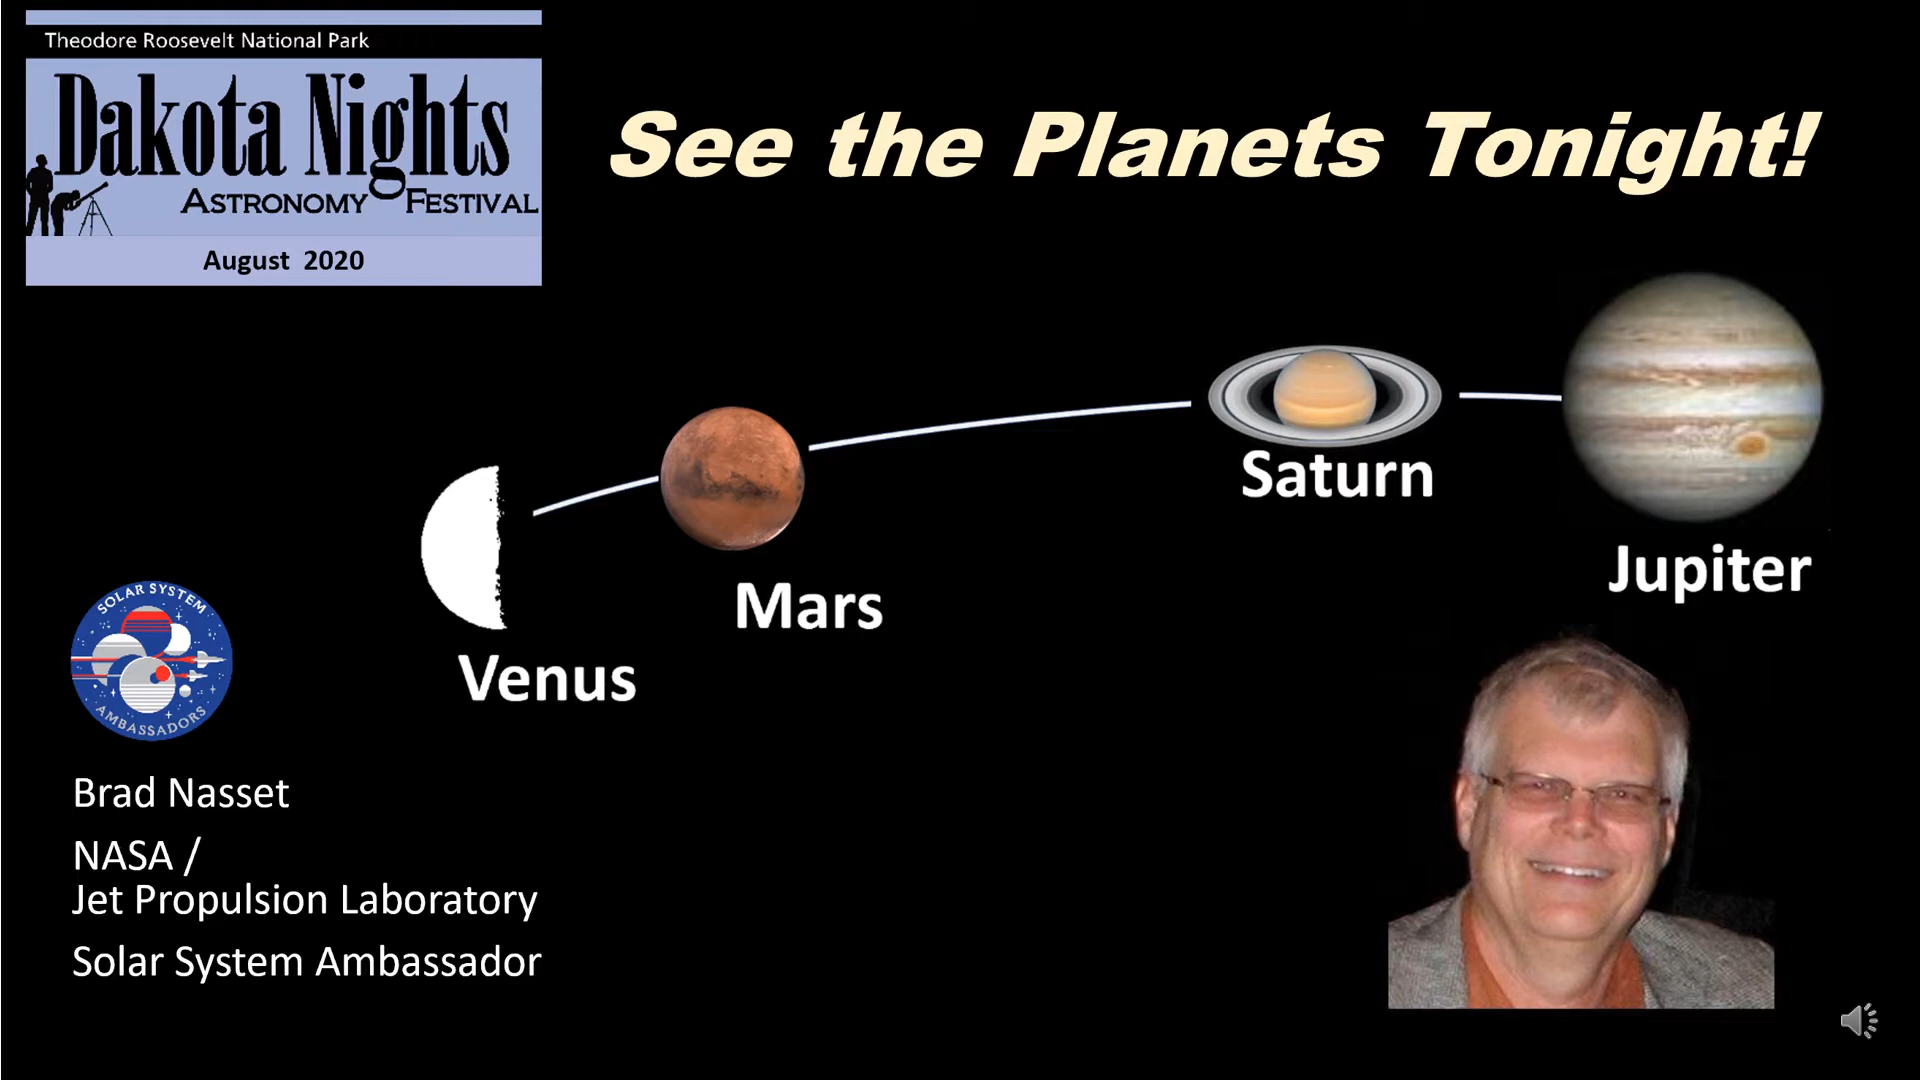 Theodore Roosevelt National Park
Dakota Nights
ASTRONOMY FESTIVAL
August 2020
See the Planets Tonight!
Saturn
Jupiter
Mars
Venus
SOLAR SYSTEM
AMBASSADORS
Brad Nasset
NASA /
Jet Propulsion Laboratory
Solar System Ambassador